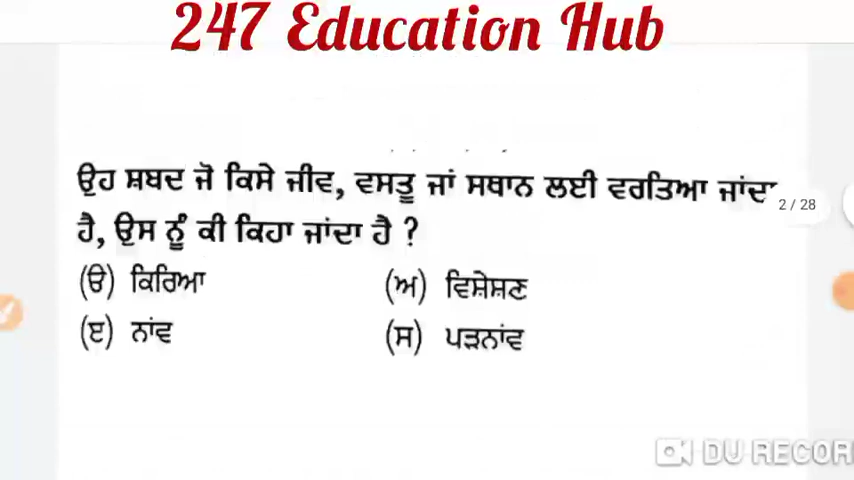 247 Education Hub
ਉਹ ਸ਼ਬਦ ਜੋ ਕਿਸੇ ਜੀਵ, ਵਸਤੂ ਜਾਂ ਸਥਾਨ ਲਈ ਵਰਤਿਆ ਜਾਂਦਾ
2 / 28
ਹੈ, ਉਸ ਨੂੰ ਕੀ ਕਿਹਾ ਜਾਂਦਾ ਹੈ ?
(ੳ) ਕਿਰਿਆ (ਅ) ਵਿਸ਼ੇਸ਼ਣ
(ੲ) ਨਾਂਵ (ਸ) ਪੜਨਾਂਵ
DU RECOR